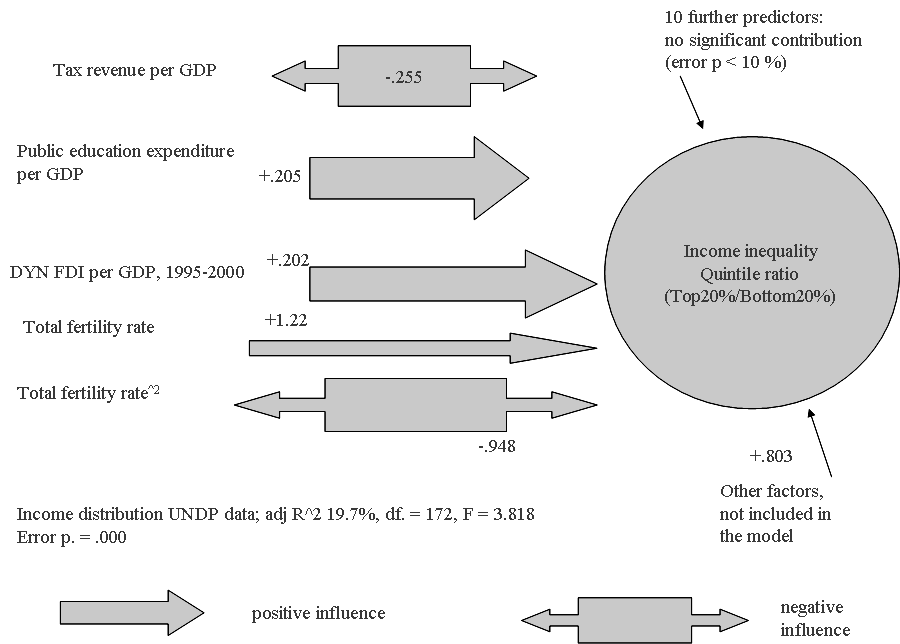 10 further predictors:
no significant contribution
(error p < 10 %)
Tax revenue per GDP
-.255
Public education expenditure
per GDP
+.205
DYN FDI per GDP, 1995-2000
+.202
Income inequality
Quintile ratio
(Top20%/Bottom20%)
Total fertility rate
+1.22
Total fertility rate^2
-.948
+.803
Other factors,
not included in
the model
Income distribution UNDP data; adj R^2 19.7%, df. = 172, F = 3.818
Error p. = .000
positive influence
negative
influence